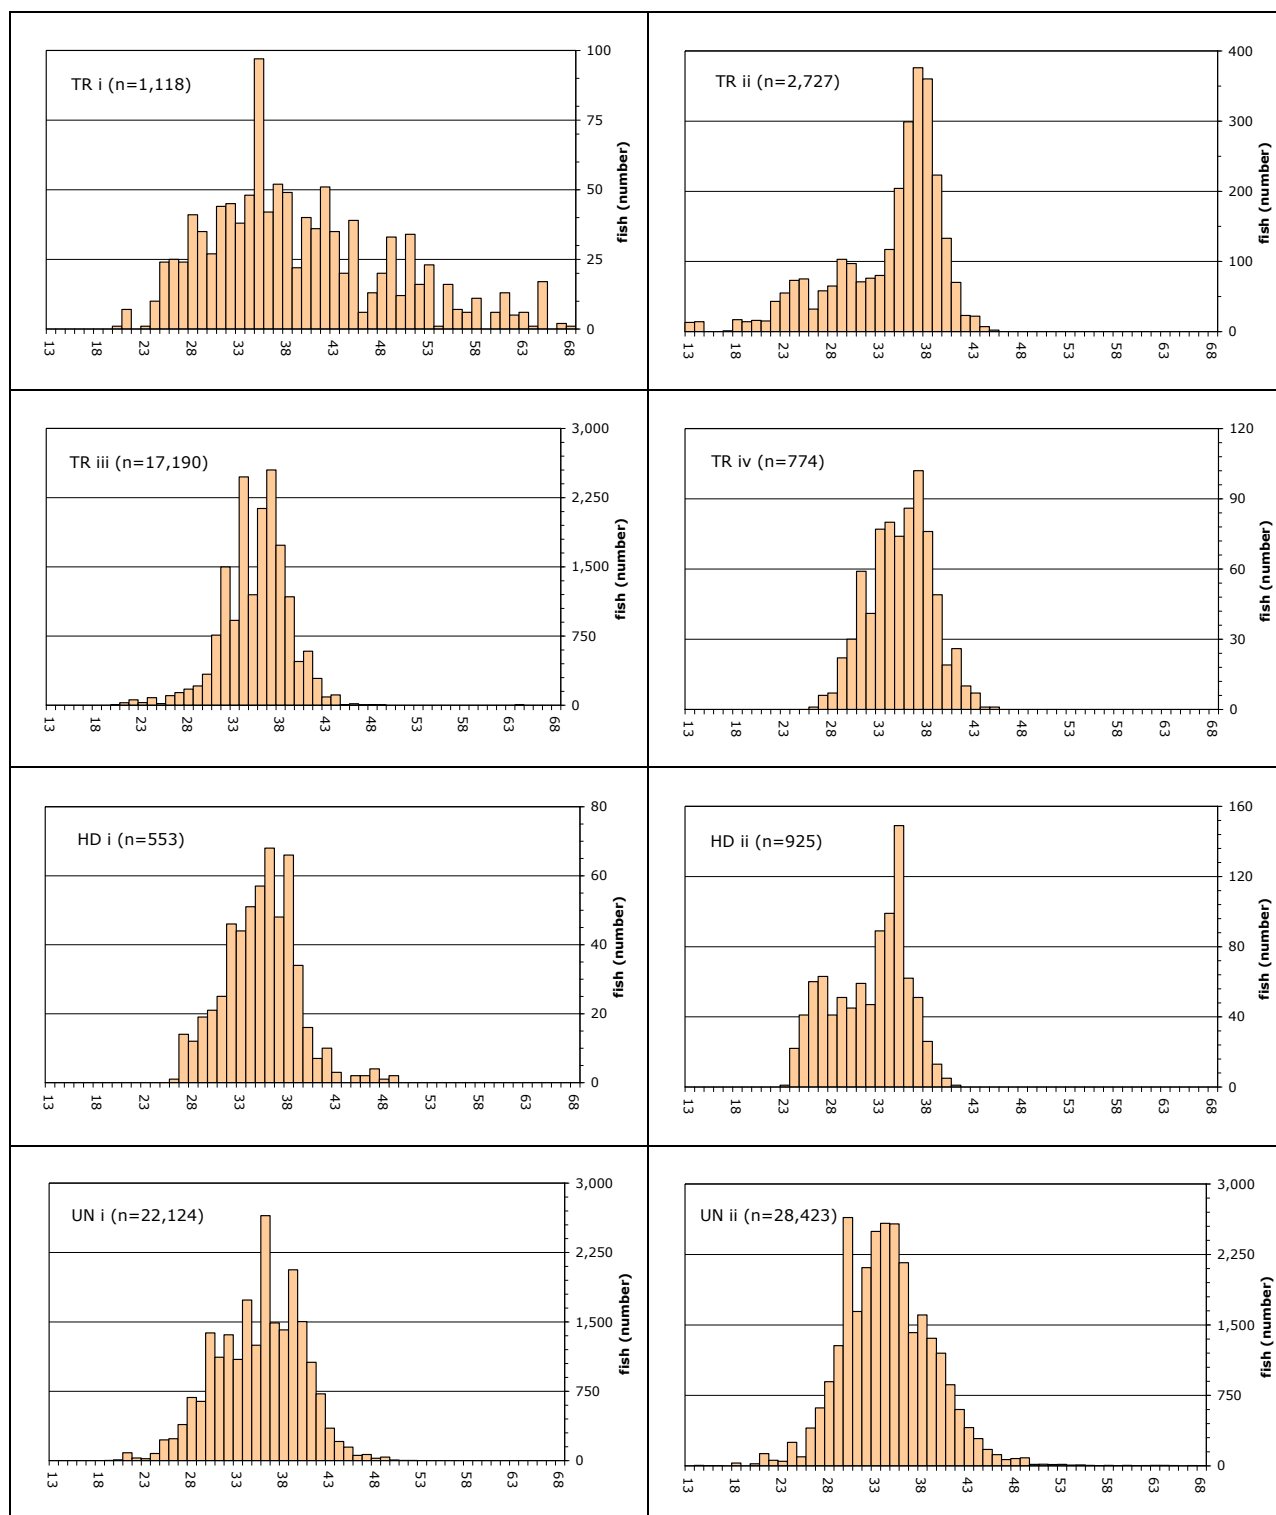 TR i (n=1,118)
100
75
50
25
0
fish (number)
13 18 23 28 33 38 43 48 53 58 63 68
TR ii (n=2,727)
400
300
200
100
0
fish (number)
13 18 23 28 33 38 43 48 53 58 63 68
TR iii (n=17,190)
3,000
2,250
1,500
750
0
fish (number)
13 18 23 28 33 38 43 48 53 58 63 68
TR iv (n=774)
120
90
60
30
0
fish (number)
13 18 23 28 33 38 43 48 53 58 63 68
HD i (n=553)
80
60
40
20
0
fish (number)
13 18 23 28 33 38 43 48 53 58 63 68
HD ii (n=925)
160
120
80
40
0
fish (number)
13 18 23 28 33 38 43 48 53 58 63 68
UN i (n=22,124)
3,000
2,250
1,500
750
0
fish (number)
13 18 23 28 33 38 43 48 53 58 63 68
UN ii (n=28,423)
3,000
2,250
1,500
750
0
fish (number)
13 18 23 28 33 38 43 48 53 58 63 68